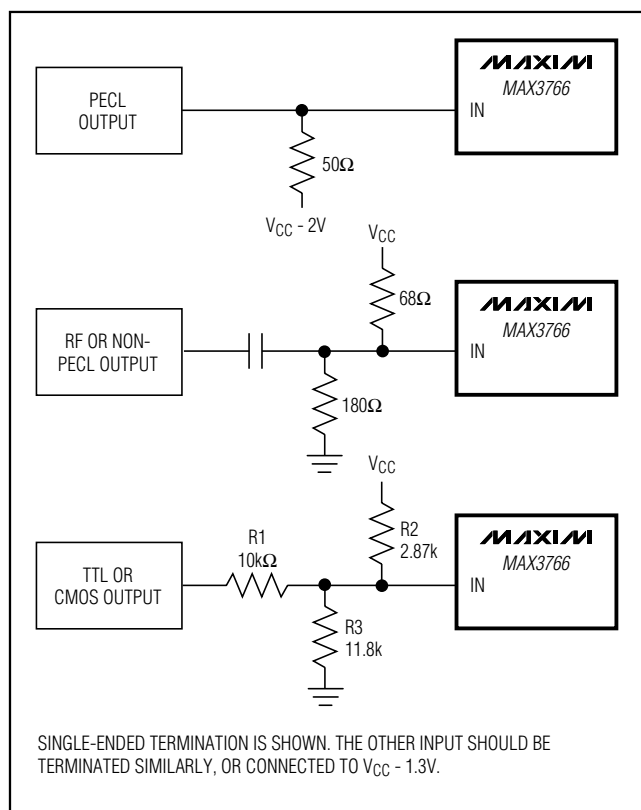 PECL
OUTPUT
MAXIM
MAX3766
IN
50Ω
VCC - 2V
VCC
68Ω
RF OR NON-
PECL OUTPUT
MAXIM
MAX3766
IN
180Ω
VCC
R1
10kΩ
R2
2.87k
TTL OR
CMOS OUTPUT
MAXIM
MAX3766
IN
R3
11.8k
SINGLE-ENDED TERMINATION IS SHOWN. THE OTHER INPUT SHOULD BE
TERMINATED SIMILARLY, OR CONNECTED TO VCC - 1.3V.